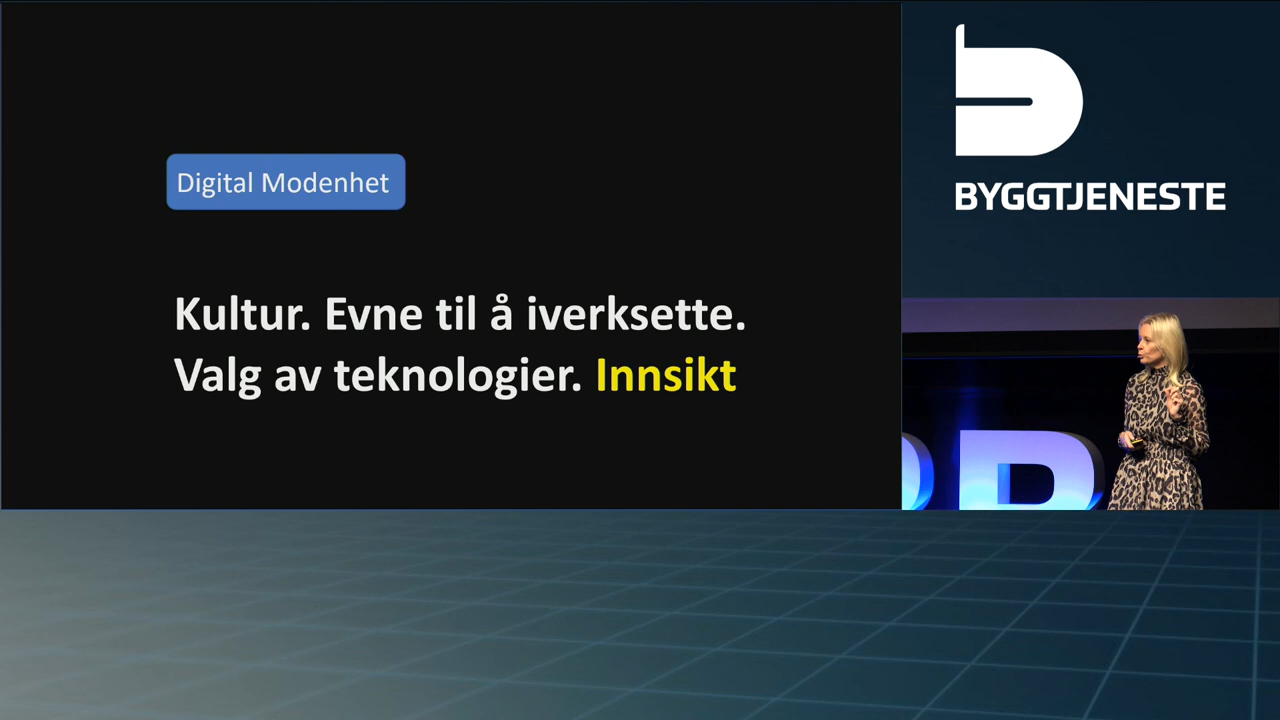 Digital Modenhet
Kultur. Evne til å iverksette.
Valg av teknologier. Innsikt
BYGGTJENESTE